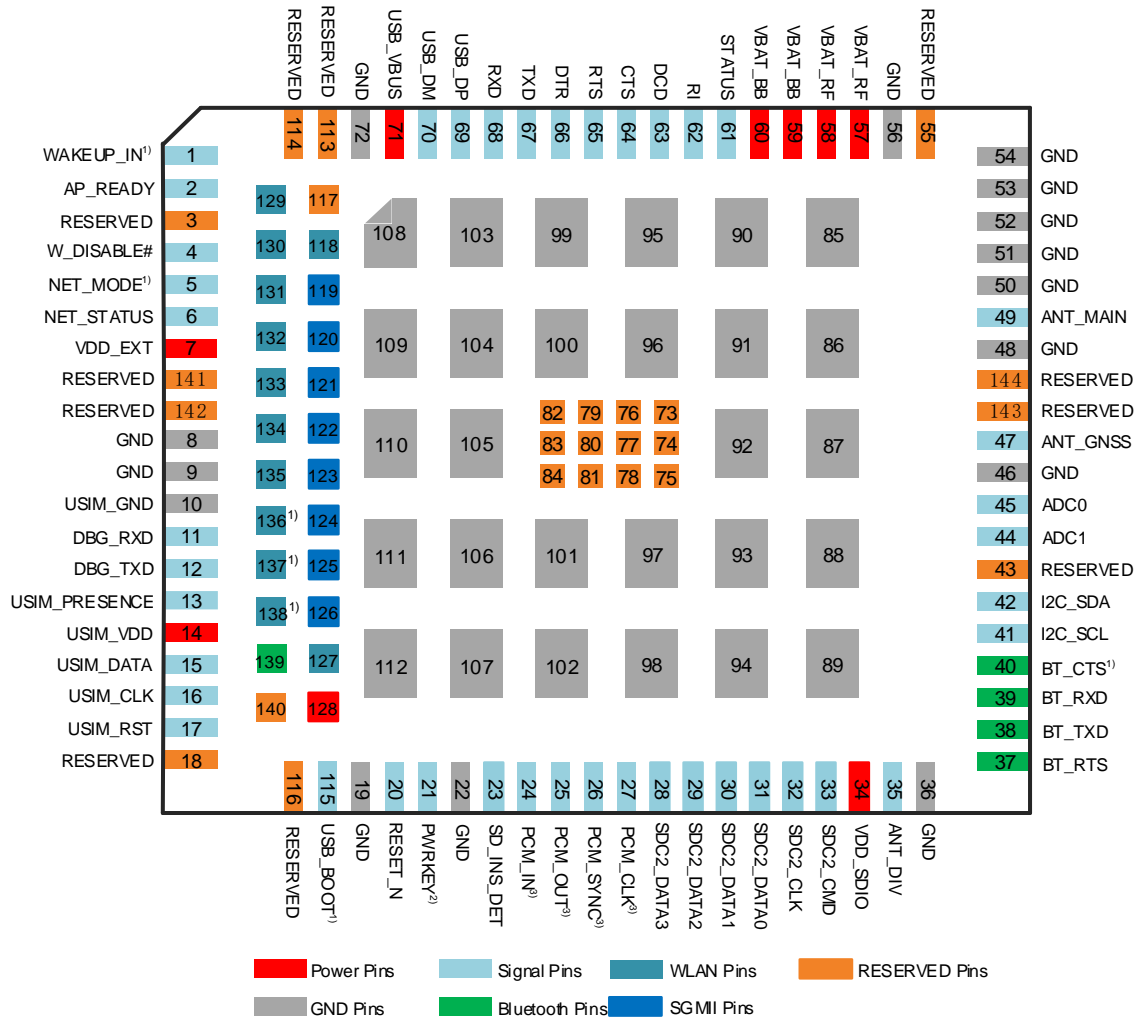 RESERVED
RESERVED
GND
USB_VBUS
USB_DM
USB_DP
RXD
TXD
DTR
RTS
CTS
DCD
RI
STATUS
VBAT_BB
VBAT_BB
VBAT_RF
VBAT_RF
GND
RESERVED
114
113
72
71
70
69
68
67
66
65
64
63
62
61
60
59
58
57
56
55
WAKEUP_IN1) 1
AP_READY 2
RESERVED 3
W_DISABLE# 4
NET_MODE1) 5
NET_STATUS 6
VDD_EXT 7
RESERVED 141
RESERVED 142
GND 8
GND 9
USIM_GND 10
DBG_RXD 11
DBG_TXD 12
USIM_PRESENCE 13
USIM_VDD 14
USIM_DATA 15
USIM_CLK 16
USIM_RST 17
RESERVED 18
129 117
130 118
131 119
132 120
133 121
134 122
135 123
1361) 124
1371) 125
1381) 126
139 127
140 128
108 103 99 95 90 85
109 104 100 96 91 86
110 105 92 87
82 79 76 73
83 80 77 74
84 81 78 75
111 106 101 97 93 88
112 107 102 98 94 89
54 GND
53 GND
52 GND
51 GND
50 GND
49 ANT_MAIN
48 GND
144 RESERVED
143 RESERVED
47 ANT_GNSS
46 GND
45 ADC0
44 ADC1
43 RESERVED
42 I2C_SDA
41 I2C_SCL
40 BT_CTS1)
39 BT_RXD
38 BT_TXD
37 BT_RTS
116
115
19
20
21
22
23
24
25
26
27
28
29
30
31
32
33
34
35
36
RESERVED
USB_BOOT1)
GND
RESET_N
PWRKEY2)
GND
SD_INS_DET
PCM_IN3)
PCM_OUT3)
PCM_SYNC3)
PCM_CLK3)
SDC2_DATA3
SDC2_DATA2
SDC2_DATA1
SDC2_DATA0
SDC2_CLK
SDC2_CMD
VDD_SDIO
ANT_DIV
GND
Power Pins Signal Pins WLAN Pins RESERVED Pins
GND Pins Bluetooth Pins SGMII Pins